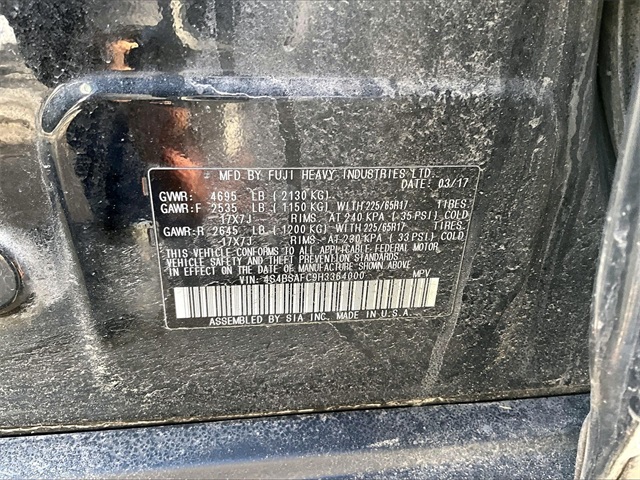 MFD. BY FUJI HEAVY INDUSTRIES LTD.
DATE: 03/17
GVWR: 4695 LB (2130 KG)
GAWR:F 2535 LB (1150 KG) WITH 225/65R17 TIRES
17X7J RIMS AT 240 KPA (35 PSI) COLD
GAWR:R 2645 LB (1200 KG) WITH 225/65R17 TIRES
17X7J RIMS AT 230 KPA (33 PSI) COLD
THIS VEHICLE CONFORMS TO ALL APPLICABLE FEDERAL MOTOR
VEHICLE SAFETY AND THEFT PREVENTION STANDARDS
IN EFFECT ON THE DATE OF MANUFACTURE SHOWN ABOVE.
VIN: 4S4BSAFC9H3364000 MPV
ASSEMBLED BY SIA INC. MADE IN U.S.A.